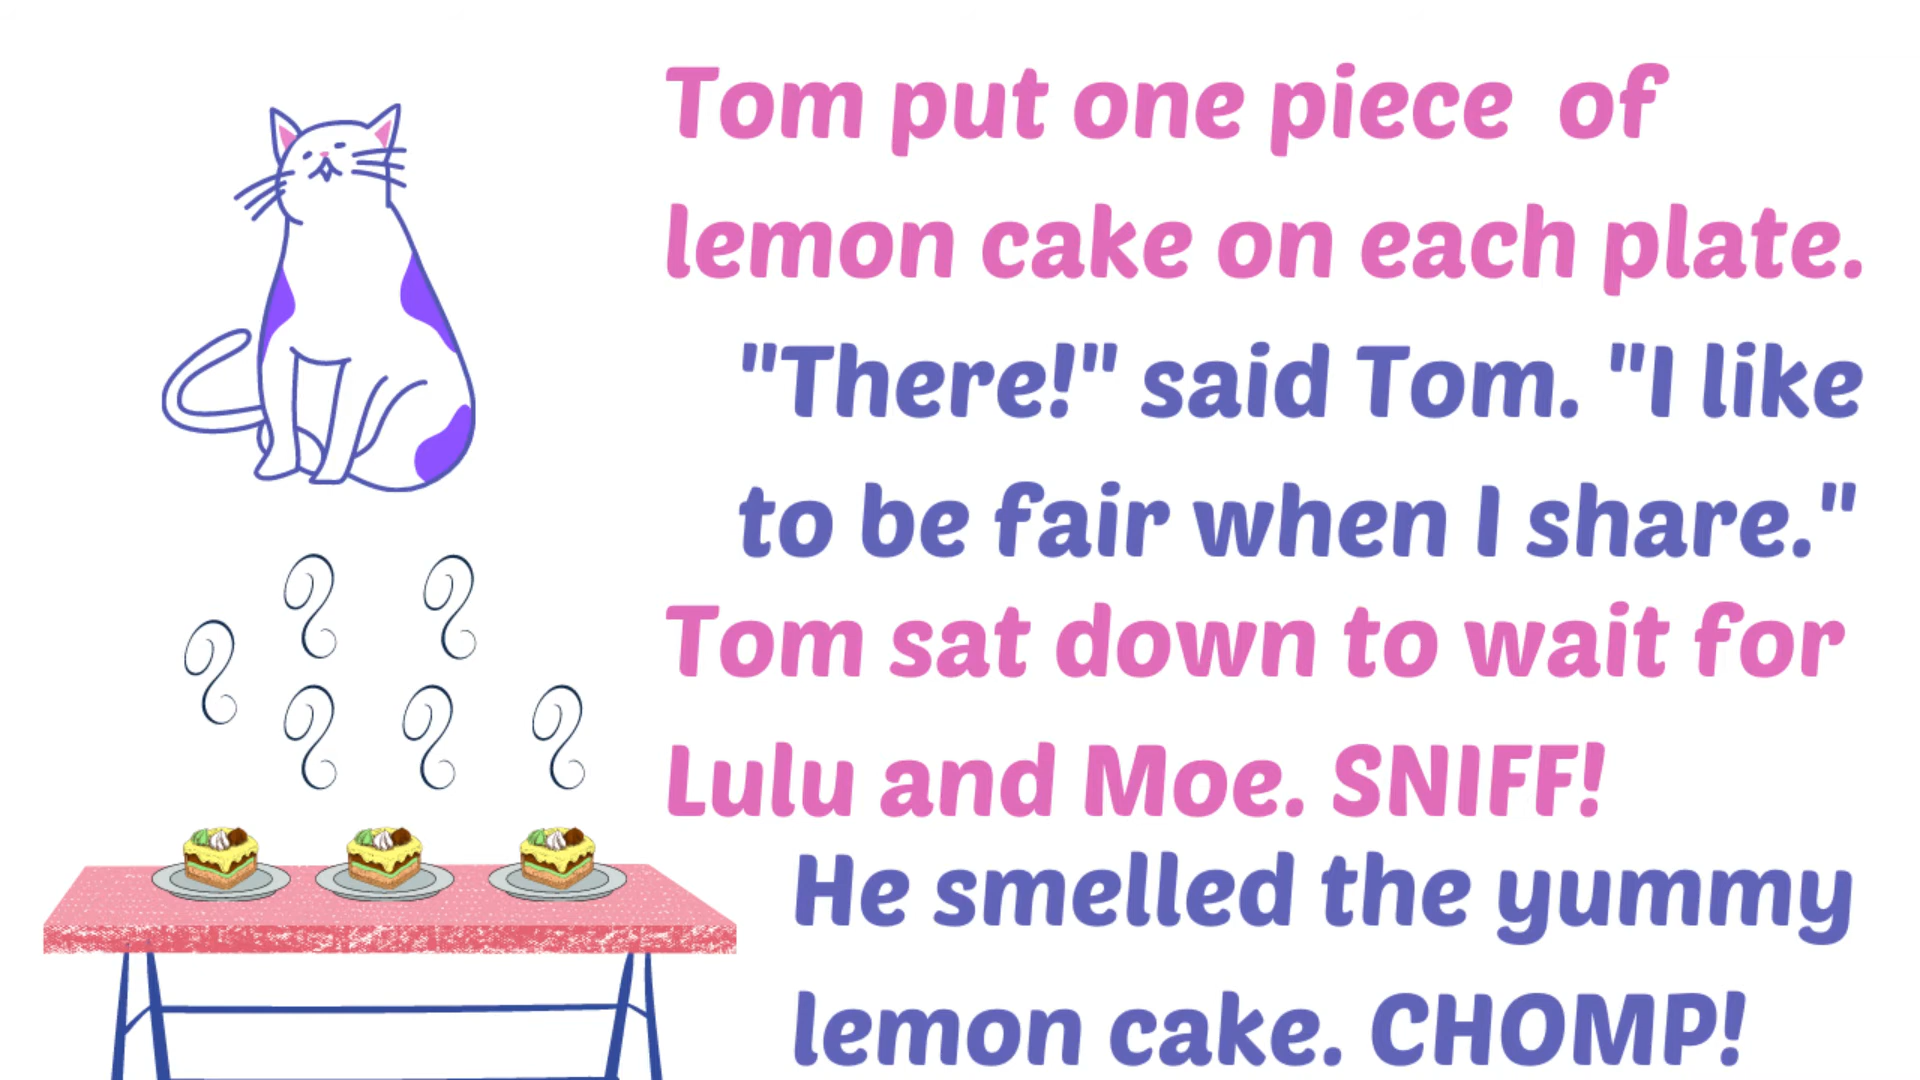 Tom put one piece of
lemon cake on each plate.
"There!" said Tom. "I like
to be fair when I share."
Tom sat down to wait for
Lulu and Moe. SNIFF!
He smelled the yummy
lemon cake. CHOMP!